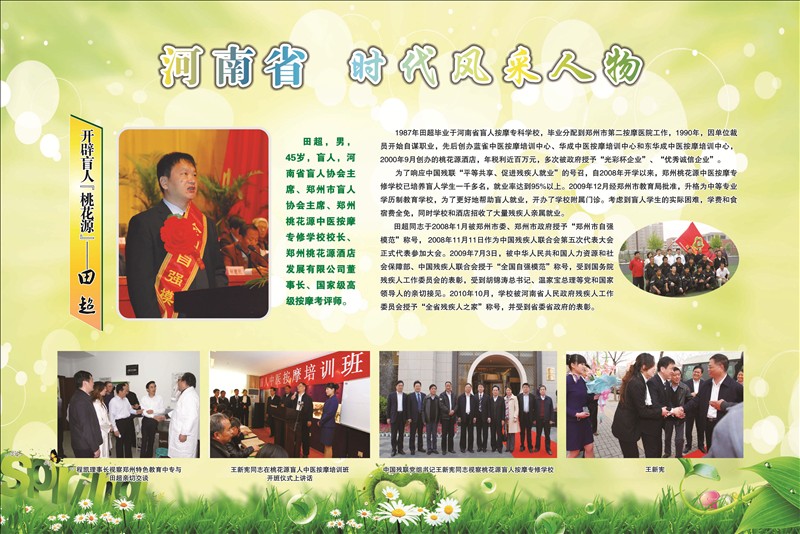 河南省 时代风采人物
开辟盲人『桃花源』——田超
田超，男，
45岁，盲人，河
南省盲人协会主
席、郑州市盲人
协会主席、郑州
桃花源中医按摩
专修学校校长、
郑州桃花源酒店
发展有限公司董
事长、国家级高
级按摩考评师。
1987年田超毕业于河南省盲人按摩专科学校，毕业分配到郑州市第二按摩医院工作，1990年，因单位裁
员开始自谋职业，先后创办蓝雀中医按摩培训中心、华成中医按摩培训中心和东华成中医按摩培训中心，
2000年9月创办的桃花源酒店，年税利近百万元，多次被政府授予“光彩杯企业”、“优秀诚信企业”。
为了响应中国残联“平等共享、促进残疾人就业”的号召，自2008年开学以来，郑州桃花源中医按摩专
修学校已培养盲人学生一千多名，就业率达到95%以上。2009年12月经郑州市教育局批准，升格为中等专业
学历制教育学校，为了更好地帮助盲人就业，开办了学校附属门诊。考虑到盲人学生的实际困难，学费和食
宿费全免，同时学校和酒店招收了大量残疾人亲属就业。
田超同志于2008年1月被郑州市委、郑州市政府授予“郑州市自强
模范”称号，2008年11月11日作为中国残疾人联合会第五次代表大会
正式代表参加大会。2009年7月3日，被中华人民共和国人力资源和社
会保障部、中国残疾人联合会授于“全国自强模范”称号，受到国务院
残疾人工作委员会的表彰，受到胡锦涛总书记、温家宝总理等党和国家
领导人的亲切接见。2010年10月，学校被河南省人民政府残疾人工作
委员会授予“全省残疾人之家”称号，并受到省委省政府的表彰。
自强模
人中医按摩培训班
程凯理事长视察郑州特色教育中专与
田超亲切交谈
王新宪同志在桃花源盲人中医按摩培训班
开班仪式上讲话
中国残联党组书记王新宪同志视察桃花源盲人按摩专修学校
王新宪
spring